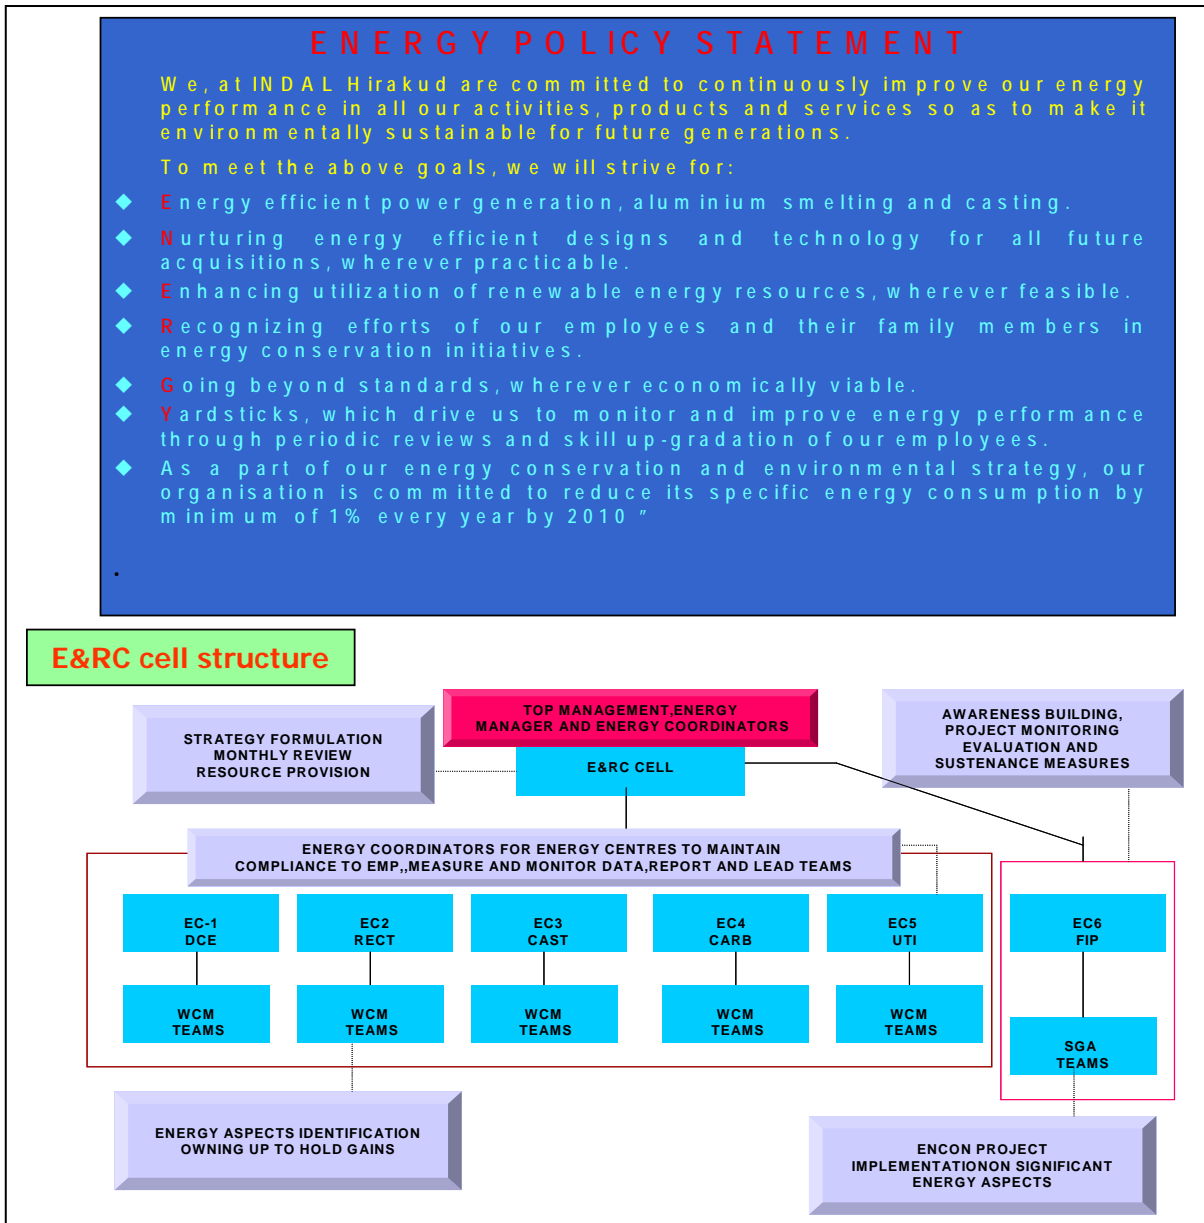 ENERGY POLICY STATEMENT
We, at INDAL Hirakud are committed to continuously improve our energy
performance in all our activities, products and services so as to make it
environmentally sustainable for future generations.
To meet the above goals, we will strive for:
◆ Energy efficient power generation, aluminium smelting and casting.
◆ Nurturing energy efficient designs and technology for all future
acquisitions, wherever practicable.
◆ Enhancing utilization of renewable energy resources, wherever feasible.
◆ Recognizing efforts of our employees and their family members in
energy conservation initiatives.
◆ Going beyond standards, wherever economically viable.
◆ Yardsticks, which drive us to monitor and improve energy performance
through periodic reviews and skill up-gradation of our employees.
◆ As a part of our energy conservation and environmental strategy, our
organisation is committed to reduce its specific energy consumption by
minimum of 1% every year by 2010 ”
.
E&RC cell structure
TOP MANAGEMENT,ENERGY
MANAGER AND ENERGY COORDINATORS
STRATEGY FORMULATION
MONTHLY REVIEW
RESOURCE PROVISION
E&RC CELL
AWARENESS BUILDING,
PROJECT MONITORING
EVALUATION AND
SUSTENANCE MEASURES
ENERGY COORDINATORS FOR ENERGY CENTRES TO MAINTAIN
COMPLIANCE TO EMP,,MEASURE AND MONITOR DATA,REPORT AND LEAD TEAMS
EC-1
DCE
EC2
RECT
EC3
CAST
EC4
CARB
EC5
UTI
EC6
FIP
WCM
TEAMS
WCM
TEAMS
WCM
TEAMS
WCM
TEAMS
WCM
TEAMS
SGA
TEAMS
ENERGY ASPECTS IDENTIFICATION
OWNING UP TO HOLD GAINS
ENCON PROJECT
IMPLEMENTATIONON SIGNIFICANT
ENERGY ASPECTS